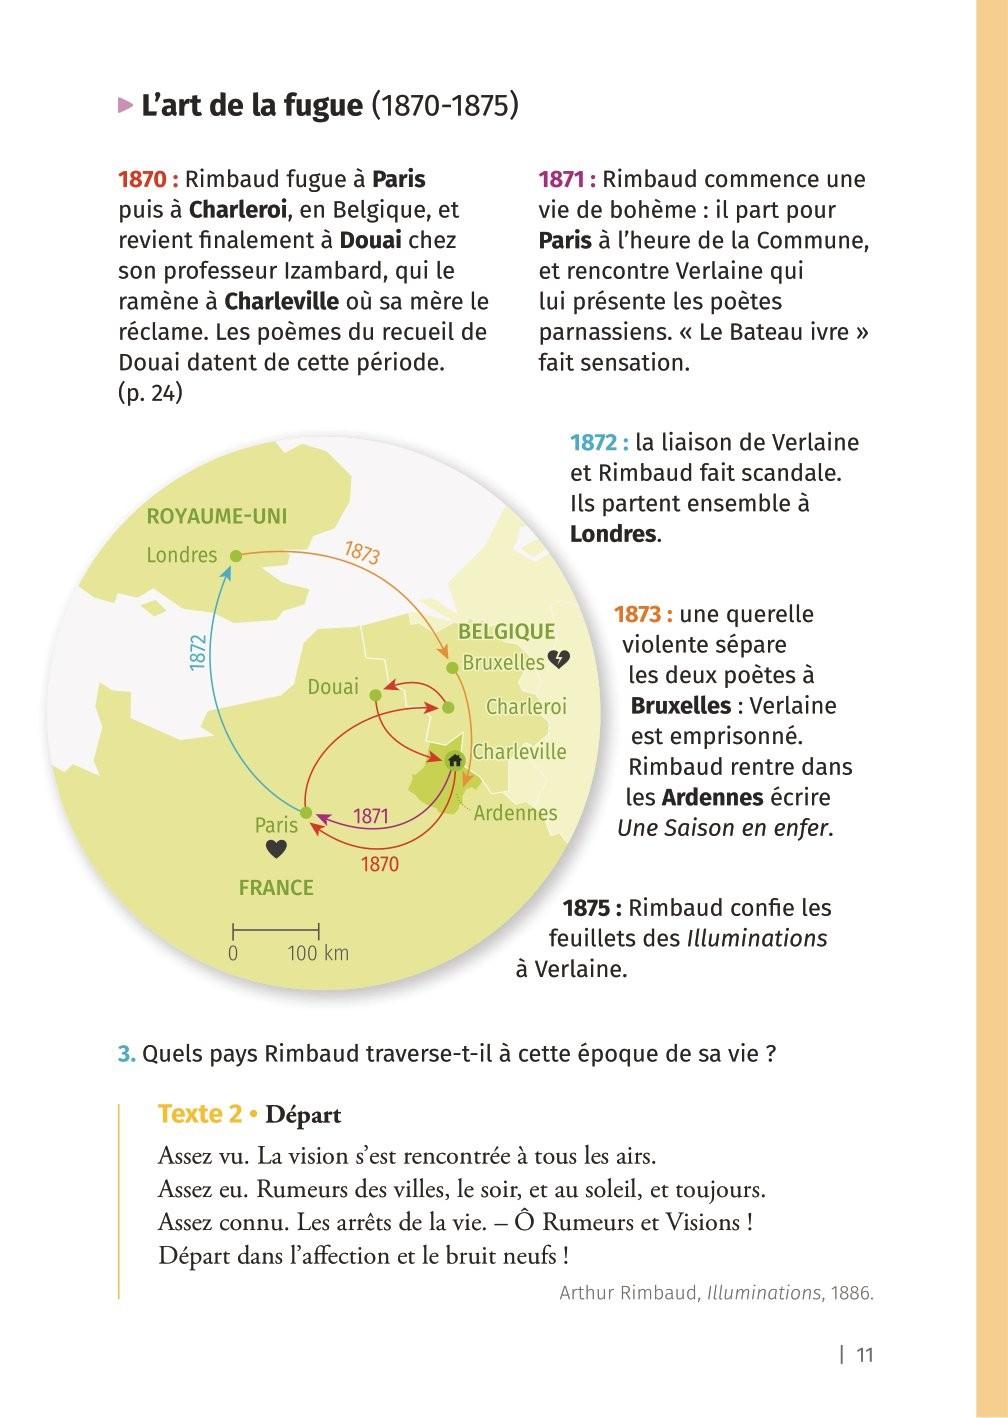 L'art de la fugue (1870-1875)
1870 : Rimbaud fugue à Paris
puis à Charleroi, en Belgique, et
revient finalement à Douai chez
son professeur Izambard, qui le
ramène à Charleville où sa mère le
réclame. Les poèmes du recueil de
Douai datent de cette période.
(p. 24)
1871 : Rimbaud commence une
vie de bohème : il part pour
Paris à l'heure de la Commune,
et rencontre Verlaine qui
lui présente les poètes
parnassiens. « Le Bateau ivre »
fait sensation.
1872 : la liaison de Verlaine
et Rimbaud fait scandale.
Ils partent ensemble à
Londres.
1873 : une querelle
violente sépare
les deux poètes à
Bruxelles : Verlaine
est emprisonné.
Rimbaud rentre dans
les Ardennes écrire
Une Saison en enfer.
1875 : Rimbaud confie les
feuillets des Illuminations
à Verlaine.
ROYAUME-UNI
Londres
1873
1872
BELGIQUE
Bruxelles
Douai
Charleroi
Charleville
Ardennes
1871
Paris
1870
FRANCE
0 100 km
3. Quels pays Rimbaud traverse-t-il à cette époque de sa vie ?
Texte 2 • Départ
Assez vu. La vision s'est rencontrée à tous les airs.
Assez eu. Rumeurs des villes, le soir, et au soleil, et toujours.
Assez connu. Les arrêts de la vie. – Ô Rumeurs et Visions !
Départ dans l'affection et le bruit neufs !
Arthur Rimbaud, Illuminations, 1886.
| 11